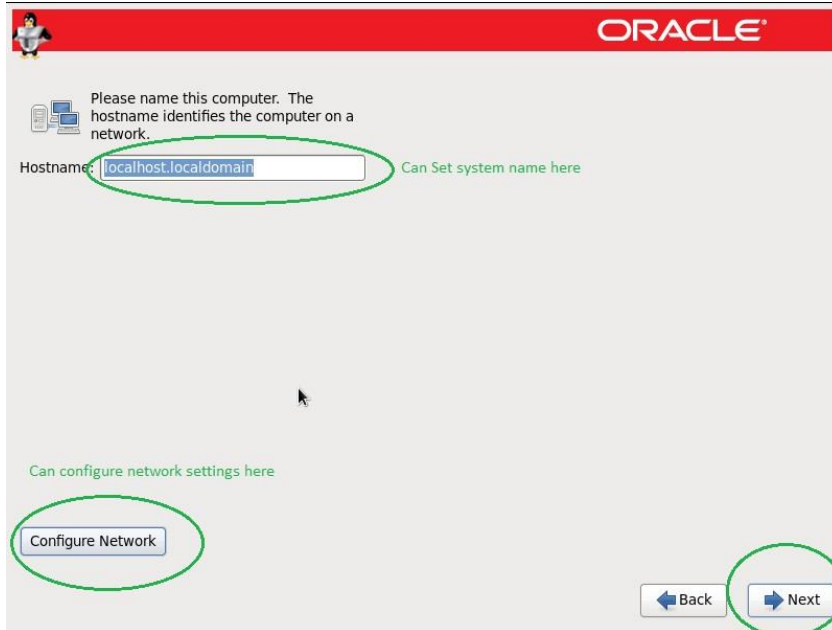 ORACLE®
Please name this computer. The
hostname identifies the computer on a
network.
Hostname: localhost.localdomain
Can Set system name here
Can configure network settings here
Configure Network
Back
Next